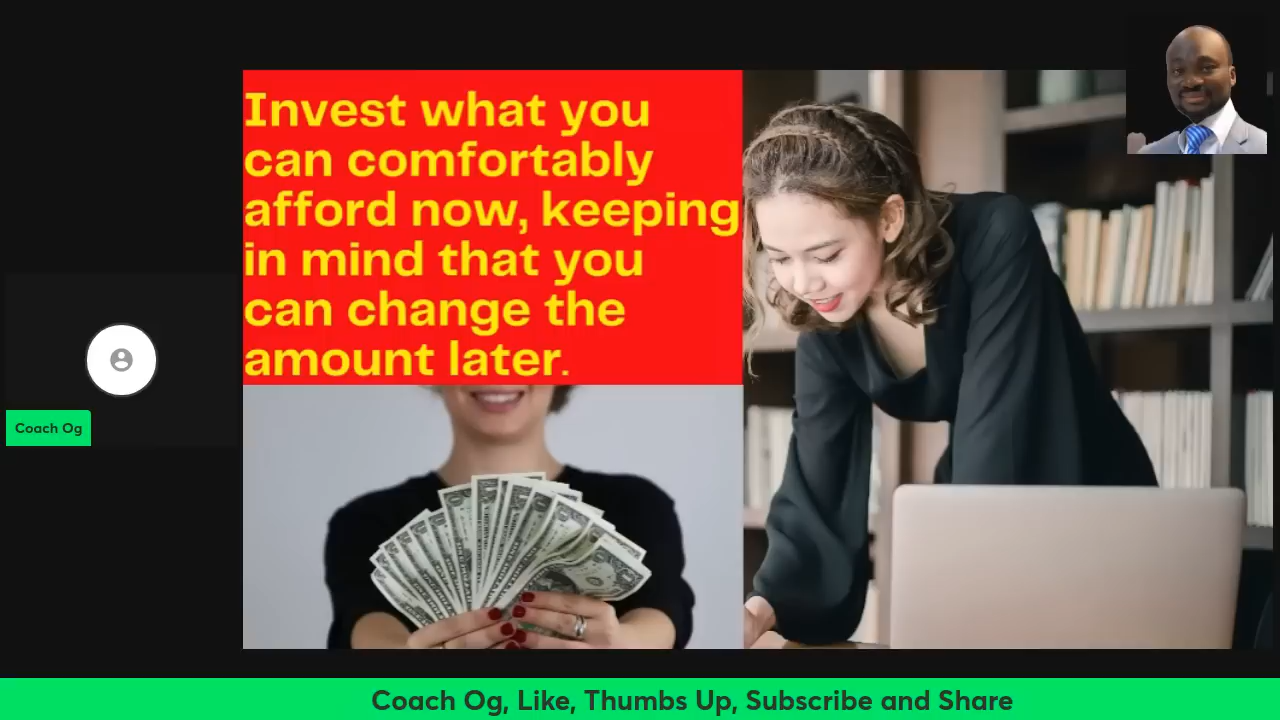 Invest what you
can comfortably
afford now, keeping
in mind that you
can change the
amount later.
Coach Og
Coach Og, Like, Thumbs Up, Subscribe and Share